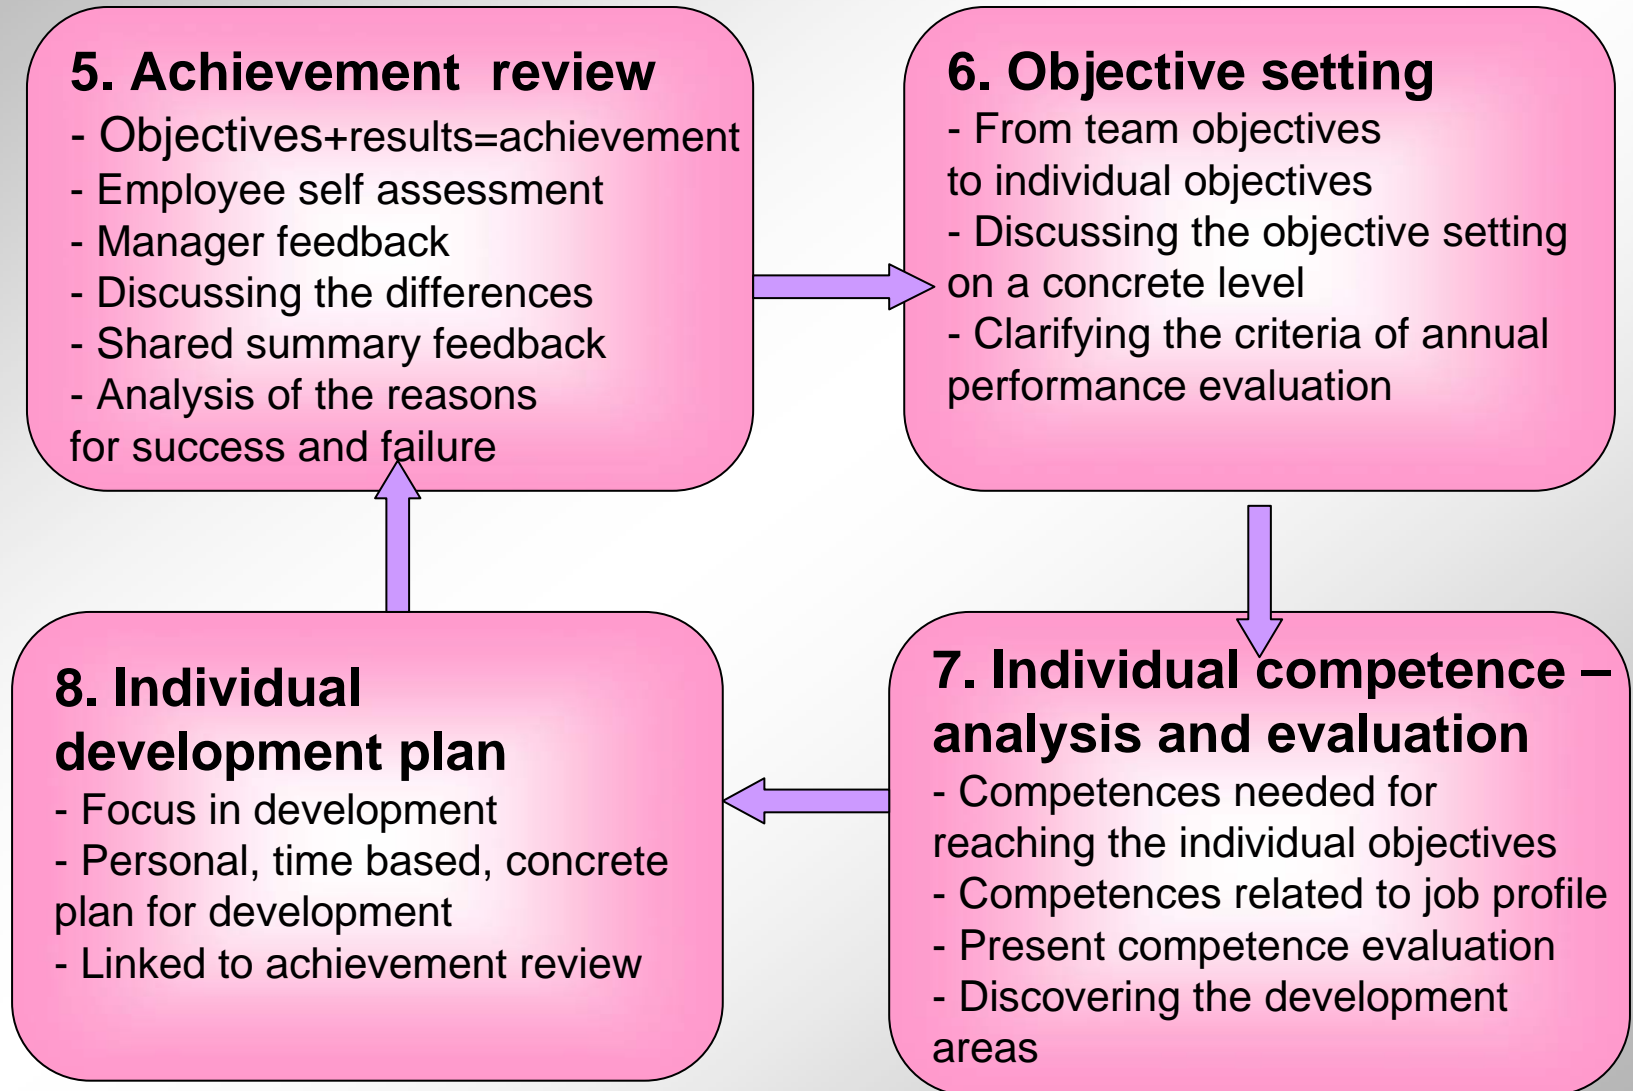 5. Achievement review
- Objectives+results=achievement
- Employee self assessment
- Manager feedback
- Discussing the differences
- Shared summary feedback
- Analysis of the reasons
for success and failure
6. Objective setting
- From team objectives
to individual objectives
- Discussing the objective setting
on a concrete level
- Clarifying the criteria of annual
performance evaluation
7. Individual competence –
analysis and evaluation
- Competences needed for
reaching the individual objectives
- Competences related to job profile
- Present competence evaluation
- Discovering the development
areas
8. Individual
development plan
- Focus in development
- Personal, time based, concrete
plan for development
- Linked to achievement review